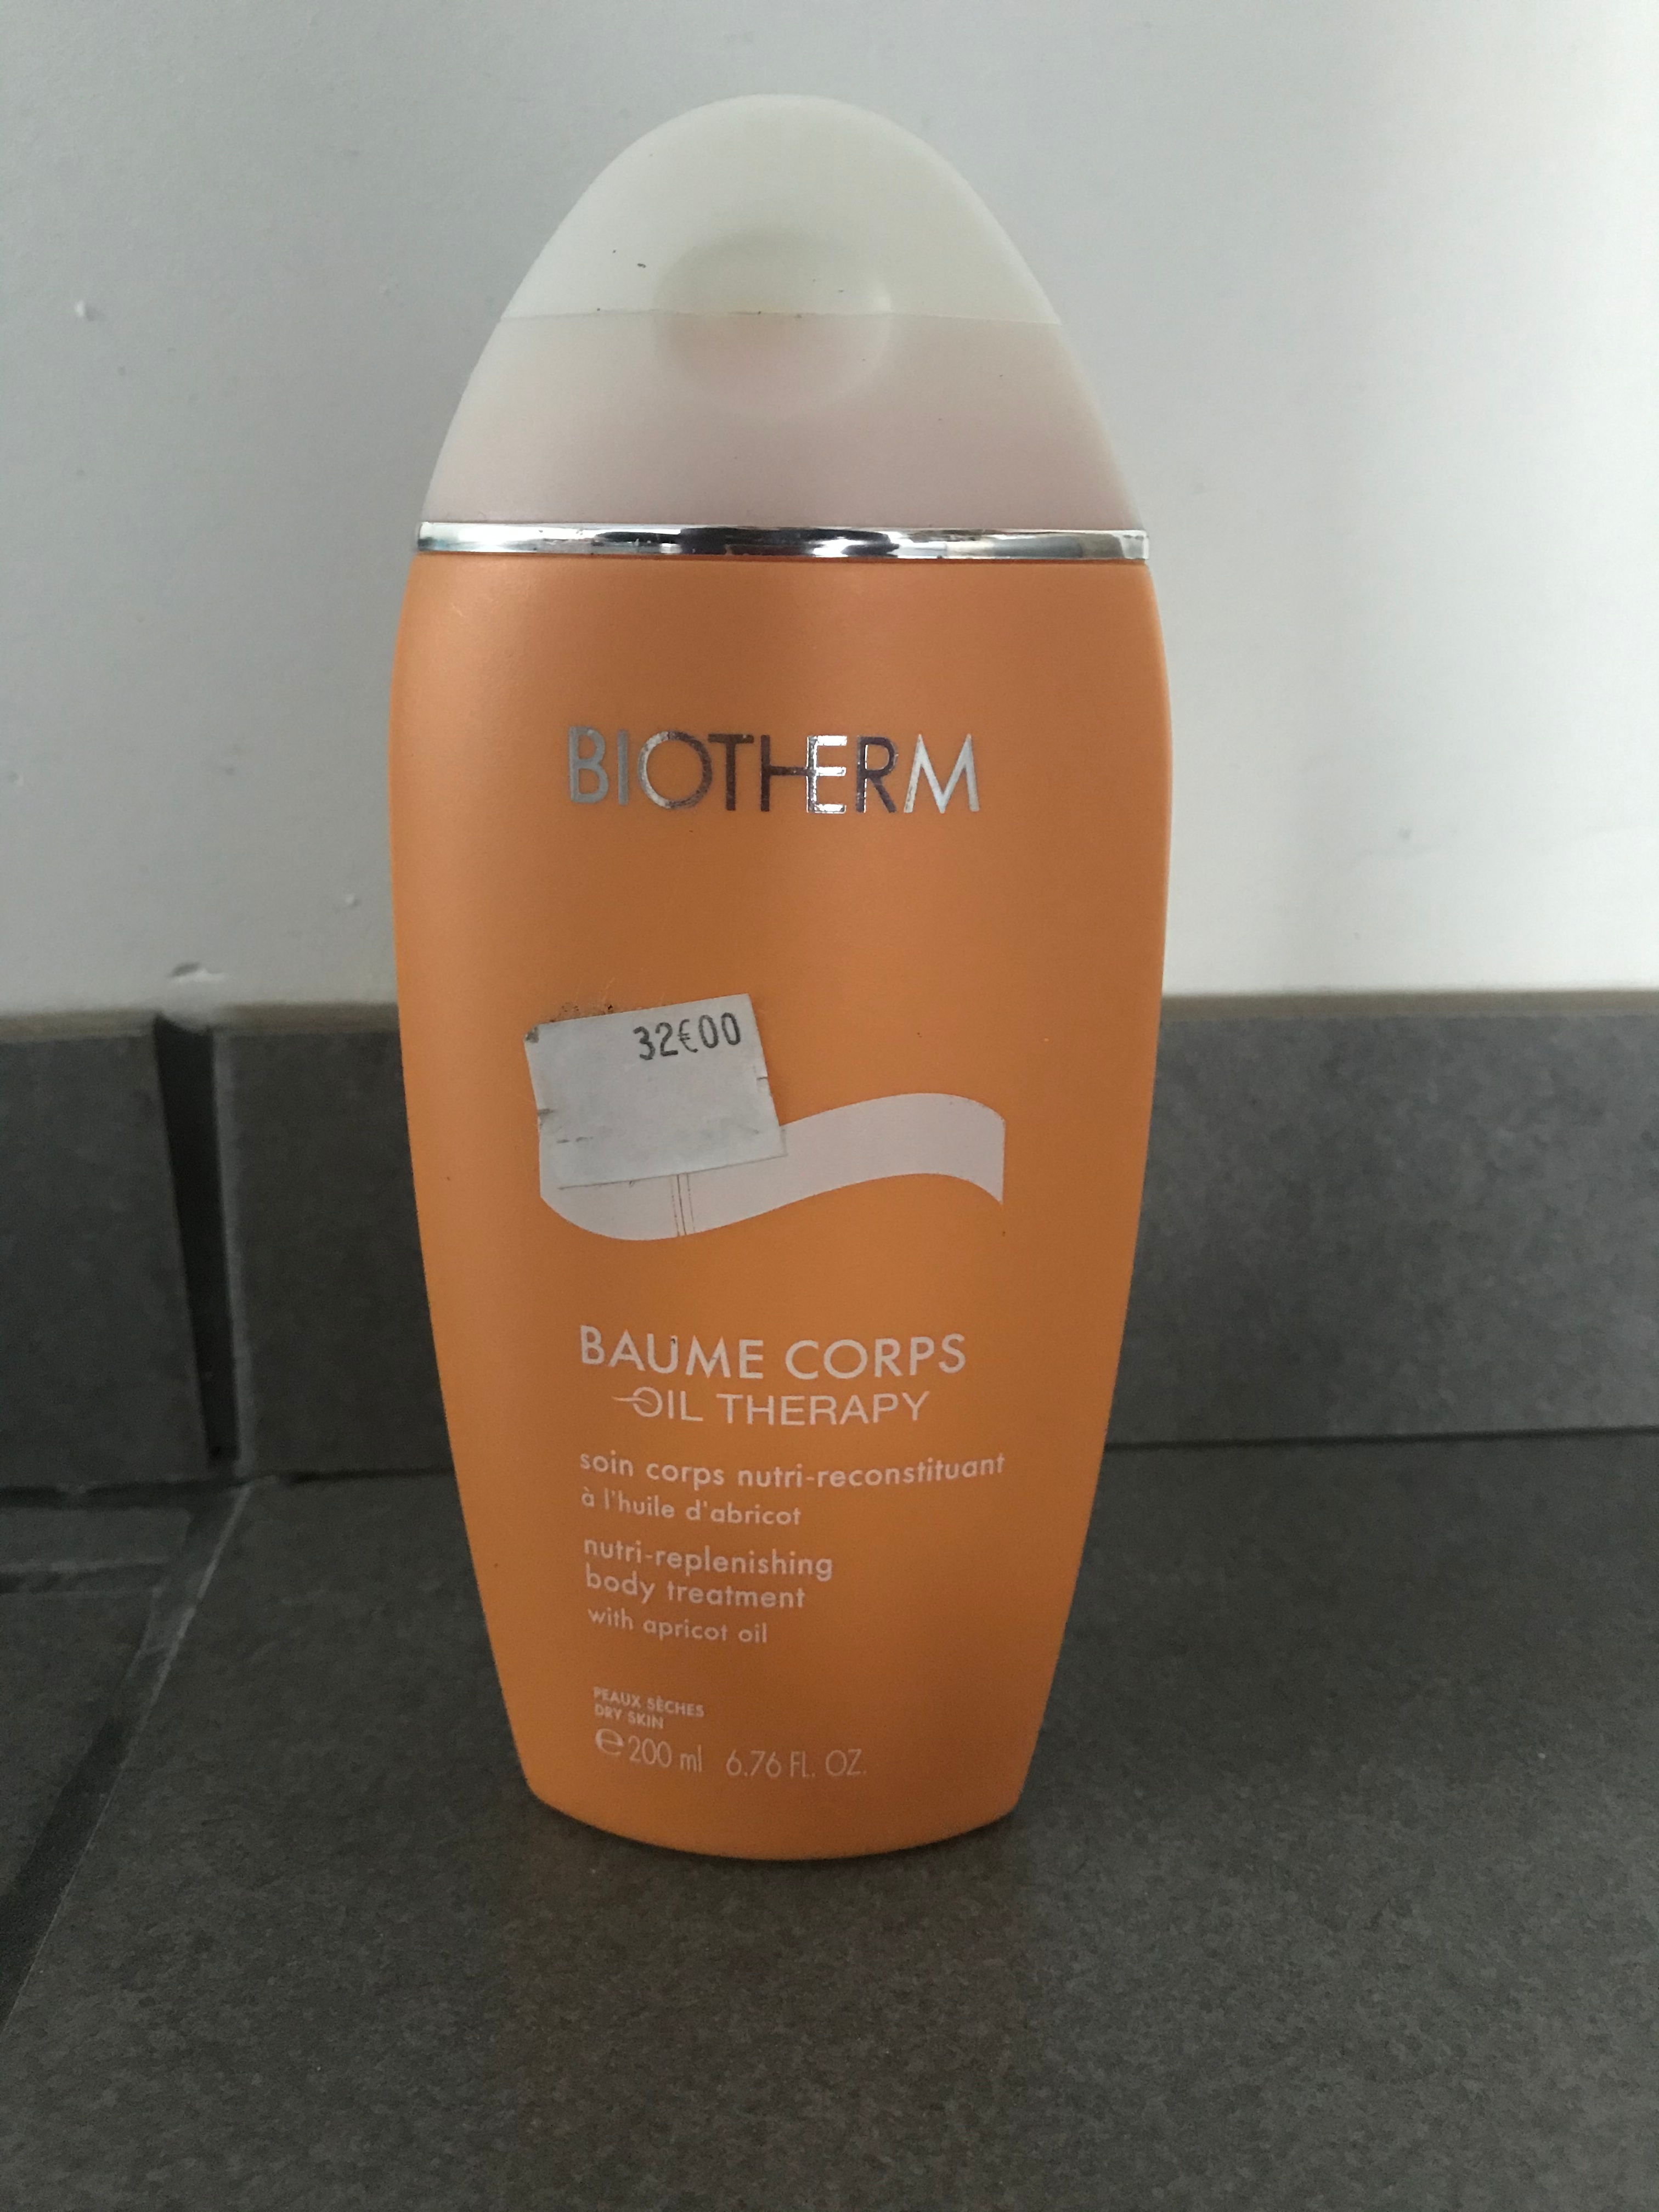 BIOTHERM
32€00
BAUME CORPS
OIL THERAPY
soin corps nutri-reconstituant
à l'huile d'abricot
nutri-replenishing
body treatment
with apricot oil
PEAUX SÈCHES
DRY SKIN
℮ 200 ml 6.76 FL. OZ.